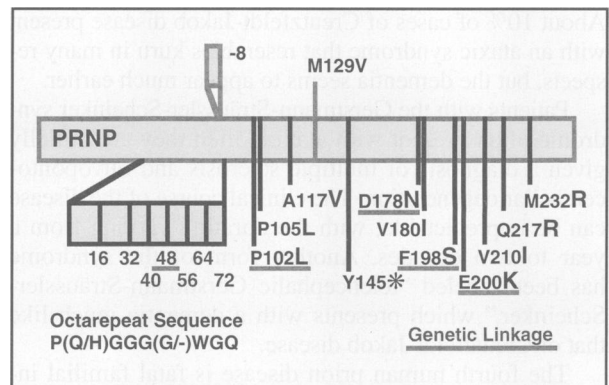 -8
M129V
PRNP
A117V
D178N
M232R
P105L
V180I
Q217R
16 32 48 64
P102L
F198S
V210I
40 56 72
Y145*
E200K
Octarepeat Sequence
P(Q/H)GGG(G/-)WGQ
Genetic Linkage